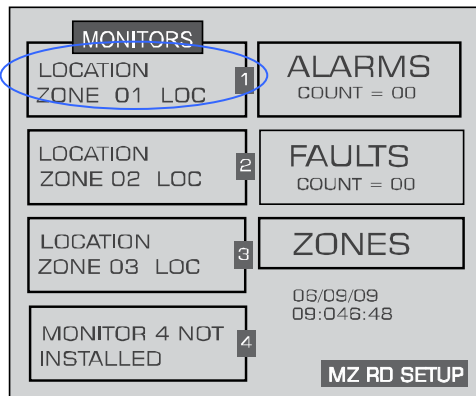 MONITORS
LOCATION
ZONE 01 LOC
1
LOCATION
ZONE 02 LOC
2
LOCATION
ZONE 03 LOC
3
MONITOR 4 NOT
INSTALLED
4
ALARMS
COUNT = 00
FAULTS
COUNT = 00
ZONES
06/09/09
09:046:48
MZ RD SETUP